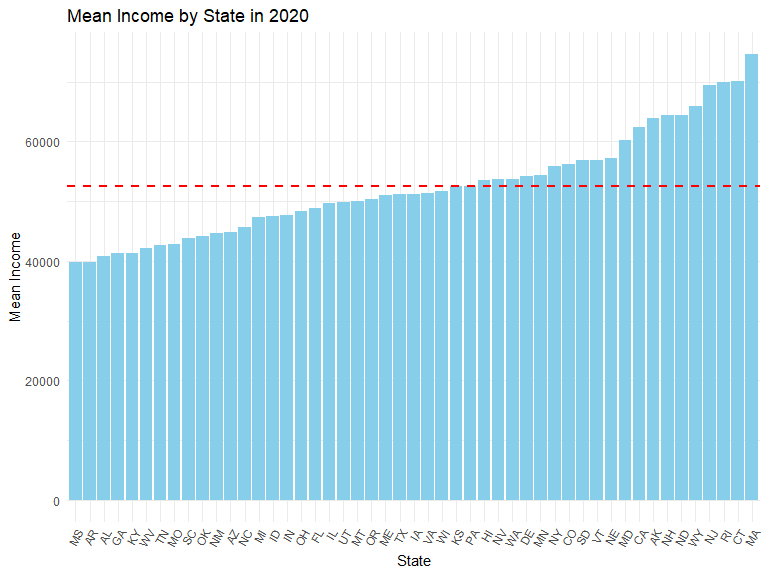 Mean Income by State in 2020
Mean Income
60000
40000
20000
0
MS AR AL GA KY WV TN MO SC OK NM AZ NC MI ID IN OH FL IL UT MT OR ME TX IA VA WI KS PA HI NV WA DE MN NY CO SD VT NE MD CA AK NH ND WY NJ RI CT MA
State